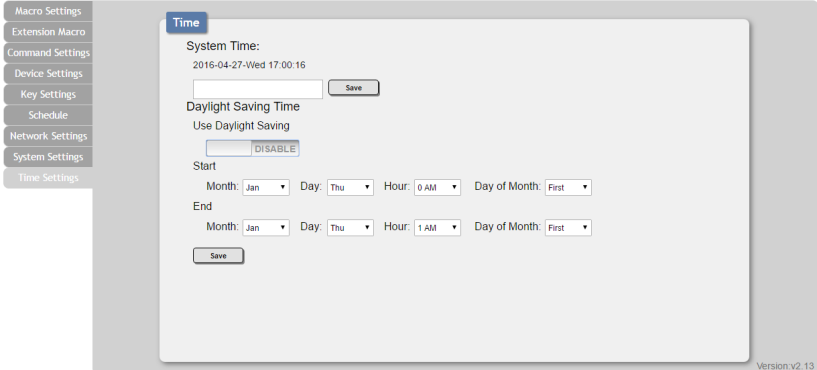 Macro Settings
Extension Macro
Command Settings
Device Settings
Key Settings
Schedule
Network Settings
System Settings
Time Settings
Time
System Time:
2016-04-27-Wed 17:00:16
Save
Daylight Saving Time
Use Daylight Saving
DISABLE
Start
Month: Jan Day: Thu Hour: 0 AM Day of Month: First
End
Month: Jan Day: Thu Hour: 1 AM Day of Month: First
Save
Version:v2.13